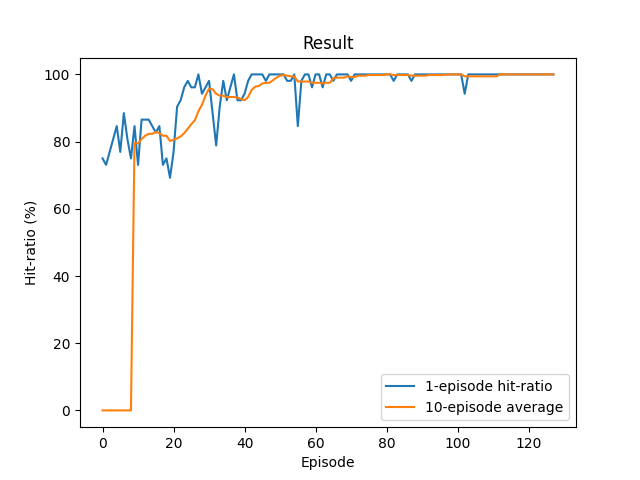 Result
Hit-ratio (%)
100
80
60
40
20
0
0 20 40 60 80 100 120
Episode
1-episode hit-ratio
10-episode average